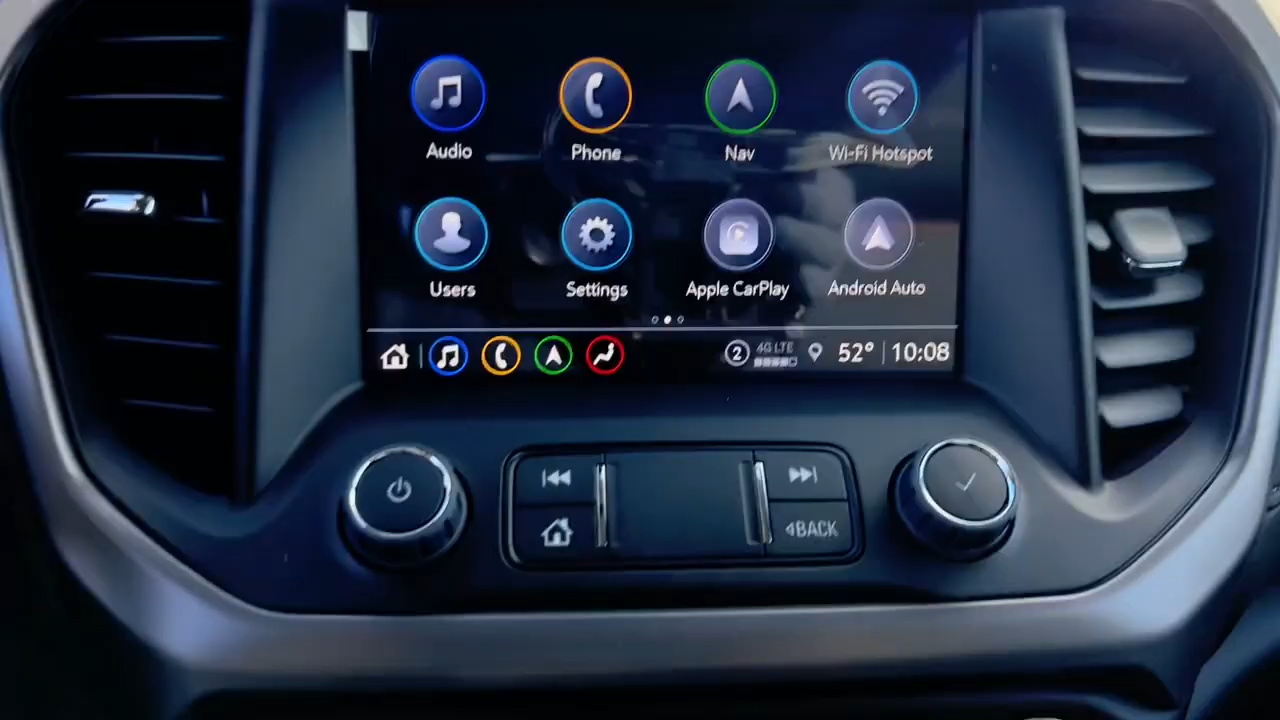 Audio Phone Nav Wi-Fi Hotspot
Users Settings Apple CarPlay Android Auto
2 4G LTE 52° 10:08
BACK